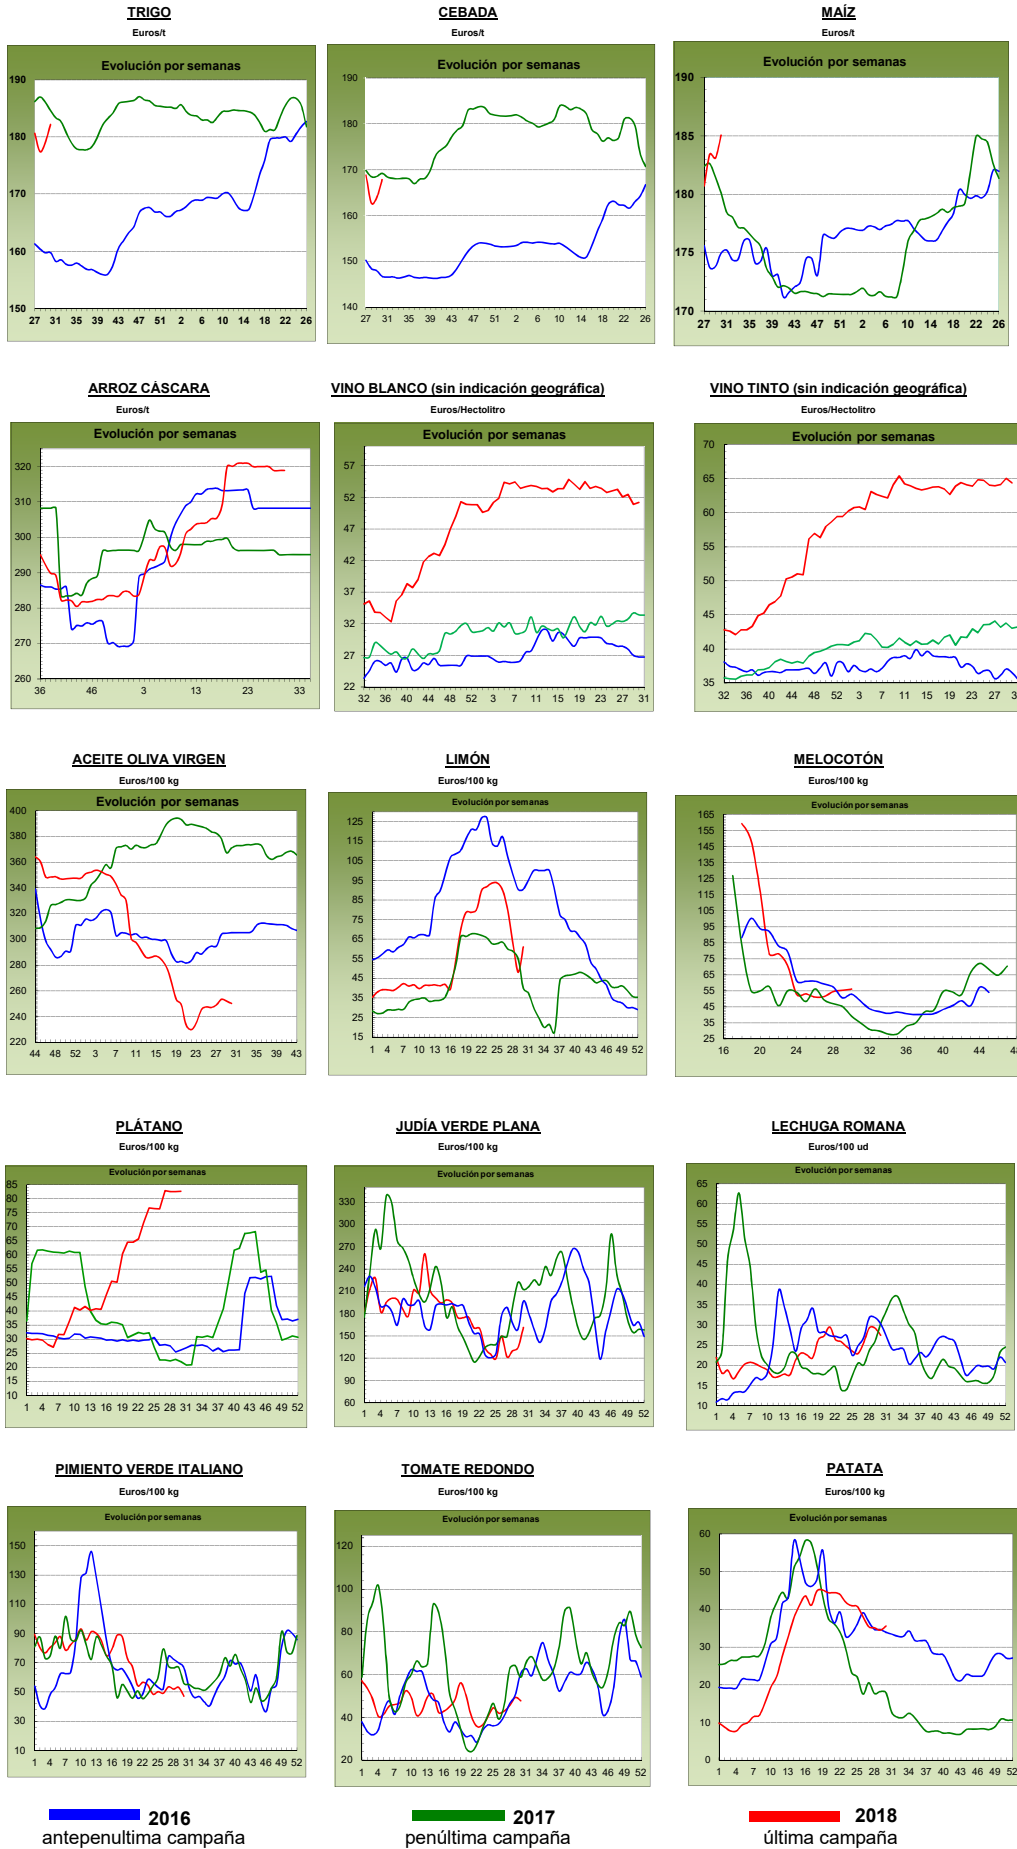 TRIGO
Euros/t
Evolución por semanas
190
180
170
160
150
27 31 35 39 43 47 51 2 6 10 14 18 22 26
CEBADA
Euros/t
Evolución por semanas
190
180
170
160
150
140
27 31 35 39 43 47 51 2 6 10 14 18 22 26
MAÍZ
Euros/t
Evolución por semanas
190
185
180
175
170
27 31 35 39 43 47 51 2 6 10 14 18 22 26
ARROZ CÁSCARA
Euros/t
Evolución por semanas
320
310
300
290
280
270
260
36 46 3 13 23 33
VINO BLANCO (sin indicación geográfica)
Euros/Hectolitro
Evolución por semanas
57
52
47
42
37
32
27
22
32 36 40 44 48 52 3 7 11 15 19 23 27 31
VINO TINTO (sin indicación geográfica)
Euros/Hectolitro
Evolución por semanas
70
65
60
55
50
45
40
35
32 36 40 44 48 52 3 7 11 15 19 23 27
ACEITE OLIVA VIRGEN
Euros/100 kg
Evolución por semanas
400
380
360
340
320
300
280
260
240
220
44 48 52 3 7 11 15 19 23 27 31 35 39 43
LIMÓN
Euros/100 kg
Evolución por semanas
125
115
105
95
85
75
65
55
45
35
25
15
1 4 7 10 13 16 19 22 25 28 31 34 37 40 43 46 49 52
MELOCOTÓN
Euros/100 kg
Evolución por semanas
165
155
145
135
125
115
105
95
85
75
65
55
45
35
25
16 20 24 28 32 36 40 44 48
PLÁTANO
Euros/100 kg
Evolución por semanas
85
80
75
70
65
60
55
50
45
40
35
30
25
20
15
10
1 4 7 10 13 16 19 22 25 28 31 34 37 40 43 46 49 52
JUDÍA VERDE PLANA
Euros/100 kg
Evolución por semanas
330
300
270
240
210
180
150
120
90
60
1 4 7 10 13 16 19 22 25 28 31 34 37 40 43 46 49 52
LECHUGA ROMANA
Euros/100 ud
Evolución por semanas
65
60
55
50
45
40
35
30
25
20
15
10
1 4 7 10 13 16 19 22 25 28 31 34 37 40 43 46 49 52
PIMIENTO VERDE ITALIANO
Euros/100 kg
Evolución por semanas
150
130
110
90
70
50
30
10
1 4 7 10 13 16 19 22 25 28 31 34 37 40 43 46 49 52
TOMATE REDONDO
Euros/100 kg
Evolución por semanas
120
100
80
60
40
20
1 4 7 10 13 16 19 22 25 28 31 34 37 40 43 46 49 52
PATATA
Euros/100 kg
Evolución por semanas
60
50
40
30
20
10
0
1 4 7 10 13 16 19 22 25 28 31 34 37 40 43 46 49 52
2016
antepenultima campaña
2017
penúltima campaña
2018
última campaña